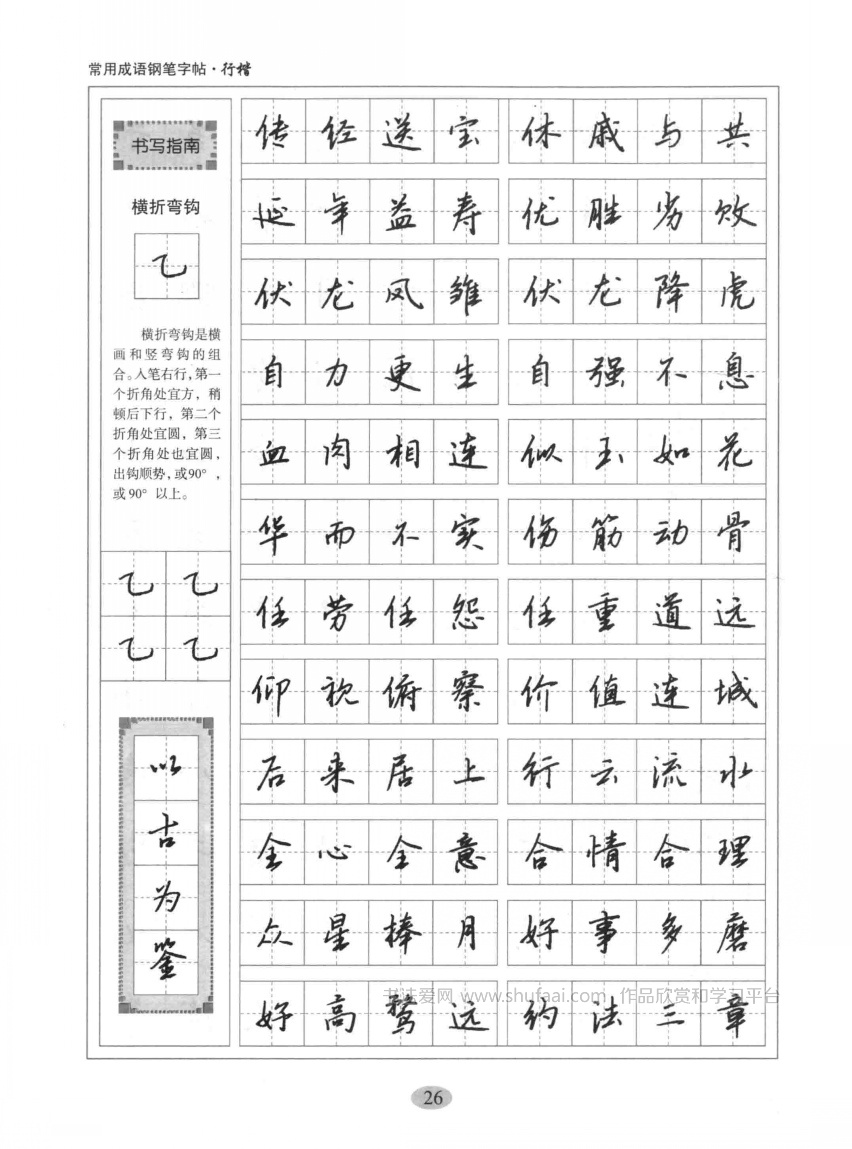 常用成语钢笔字帖·行楷
书写指南
横折弯钩
乙
横折弯钩是横
画和竖弯钩的组
合。入笔右行，第一
个折角处宜方，稍
顿后下行，第二个
折角处宜圆，第三
个折角处也宜圆，
出钩顺势，或90°，
或90°以上。
乙 乙
乙 乙
以
古
为
鉴
传经送宝 休戚与共
延年益寿 优胜劣败
伏龙凤雏 伏龙降虎
自力更生 自强不息
血肉相连 似玉如花
华而不实 伤筋动骨
任劳任怨 任重道远
仰视俯察 价值连城
后来居上 行云流水
全心全意 合情合理
众星捧月 好事多磨
好高骛远 约法三章
书法爱网 www.shufaai.com 作品欣赏和学习平台
26